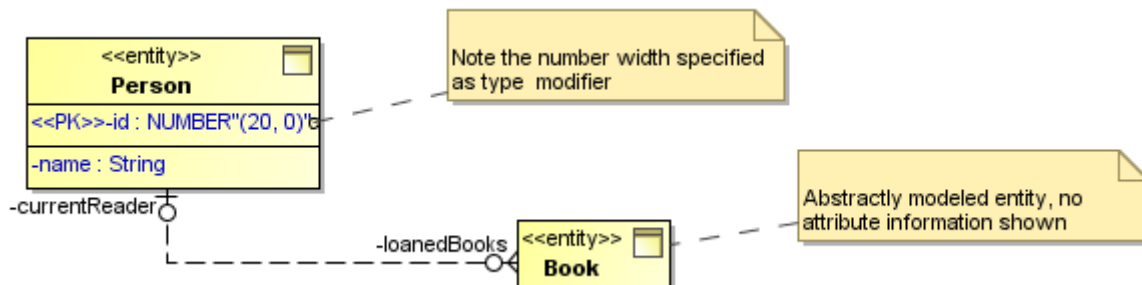 <<entity>>
Person
<<PK>>-id : NUMBER"(20, 0)"
-name : String
Note the number width specified
as type modifier
-currentReader
-loanedBooks
<<entity>>
Book
Abstractly modeled entity, no
attribute information shown